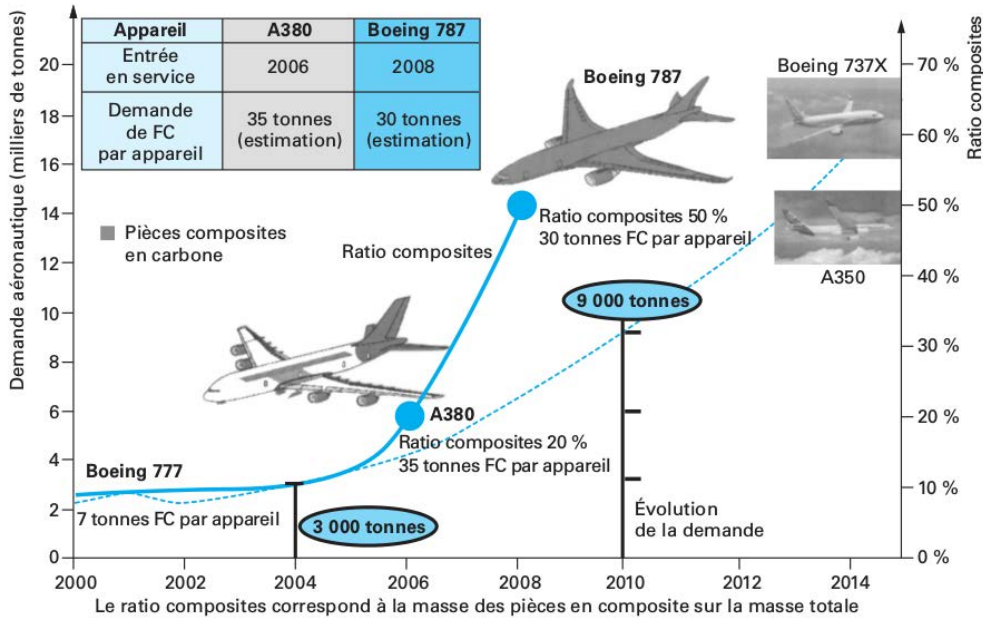 Demande aéronautique (milliers de tonnes)
20
18
16
14
12
10
8
6
4
2
0
Appareil A380 Boeing 787
Entrée
en service
2006 2008
Demande
de FC
par appareil
35 tonnes
(estimation)
30 tonnes
(estimation)
Pièces composites
en carbone
Boeing 787
Ratio composites
Ratio composites 50 %
30 tonnes FC par appareil
Boeing 737X
A350
9 000 tonnes
A380
Ratio composites 20 %
35 tonnes FC par appareil
Boeing 777
7 tonnes FC par appareil
3 000 tonnes
Évolution
de la demande
Ratio composites
70 %
60 %
50 %
40 %
30 %
20 %
10 %
0 %
2000 2002 2004 2006 2008 2010 2012 2014
Le ratio composites correspond à la masse des pièces en composite sur la masse totale